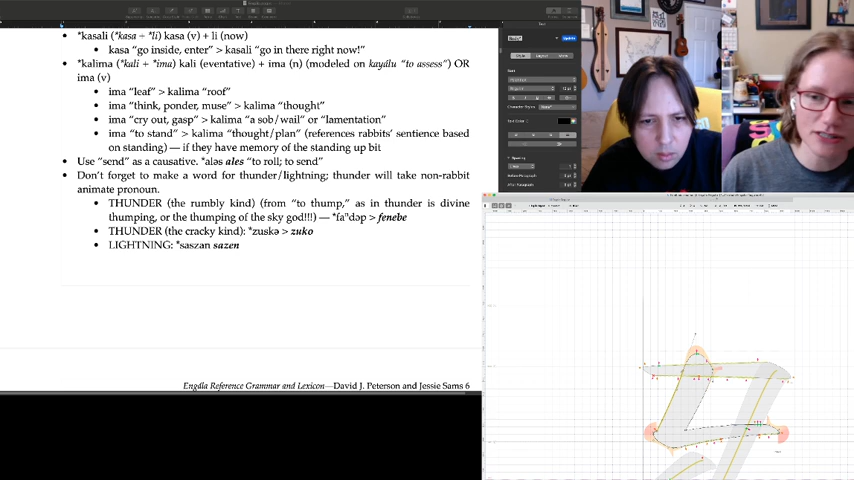 *kasali (*kasa + *li) kasa (v) + li (now)
kasa “go inside, enter” > kasali “go in there right now!”
*kalima (*kali + *ima) kali (eventative) + ima (n) (modeled on kayálu “to assess”) OR
ima (v)
ima “leaf” > kalima “roof”
ima “think, ponder, muse” > kalima “thought”
ima “cry out, gasp” > kalima “a sob/wail” or “lamentation”
ima “to stand” > kalima “thought/plan” (references rabbits’ sentience based
on standing) — if they have memory of the standing up bit
Use “send” as a causative. *aləs ales “to roll; to send”
Don’t forget to make a word for thunder/lightning; thunder will take non-rabbit
animate pronoun.
THUNDER (the rumbly kind) (from “to thump,” as in thunder is divine
thumping, or the thumping of the sky god!!!) — *faⁿdəp > fenebe
THUNDER (the cracky kind): *zuskə > zuko
LIGHTNING: *saszan sazen
Engála Reference Grammar and Lexicon—David J. Peterson and Jessie Sams 6